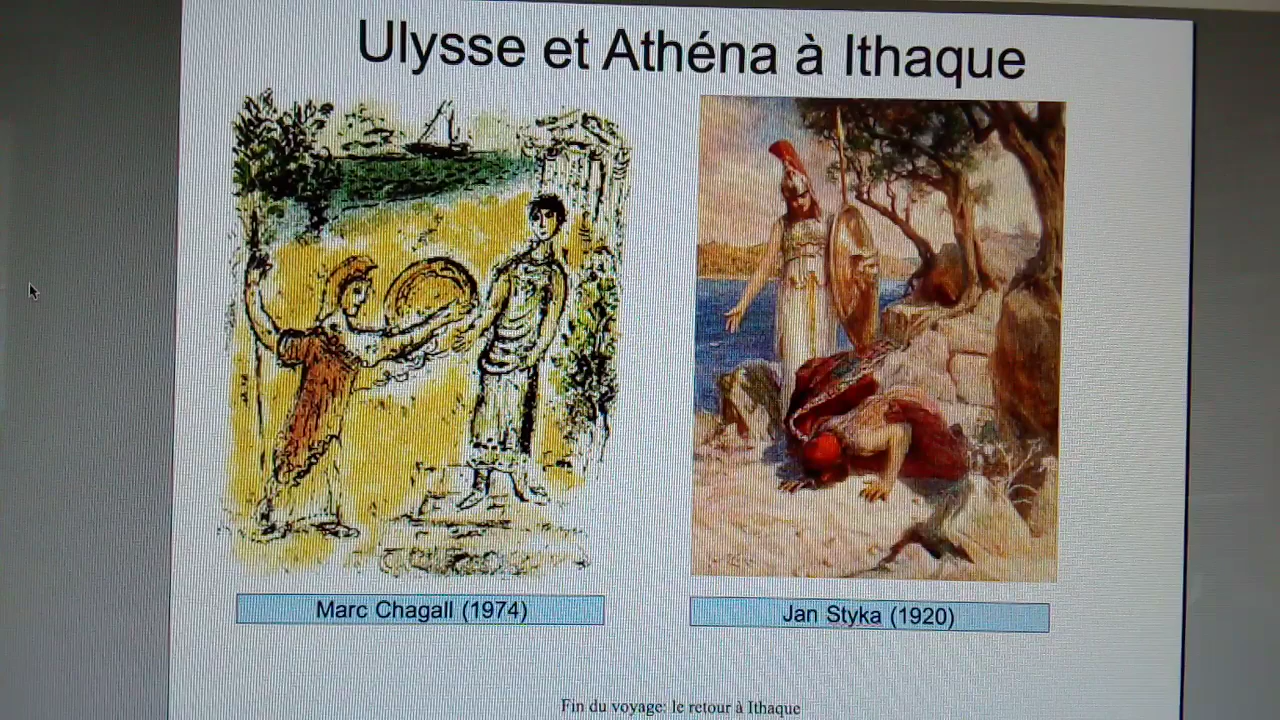 Ulysse et Athéna à Ithaque
Marc Chagall (1974)
Jan Styka (1920)
Fin du voyage: le retour à Ithaque